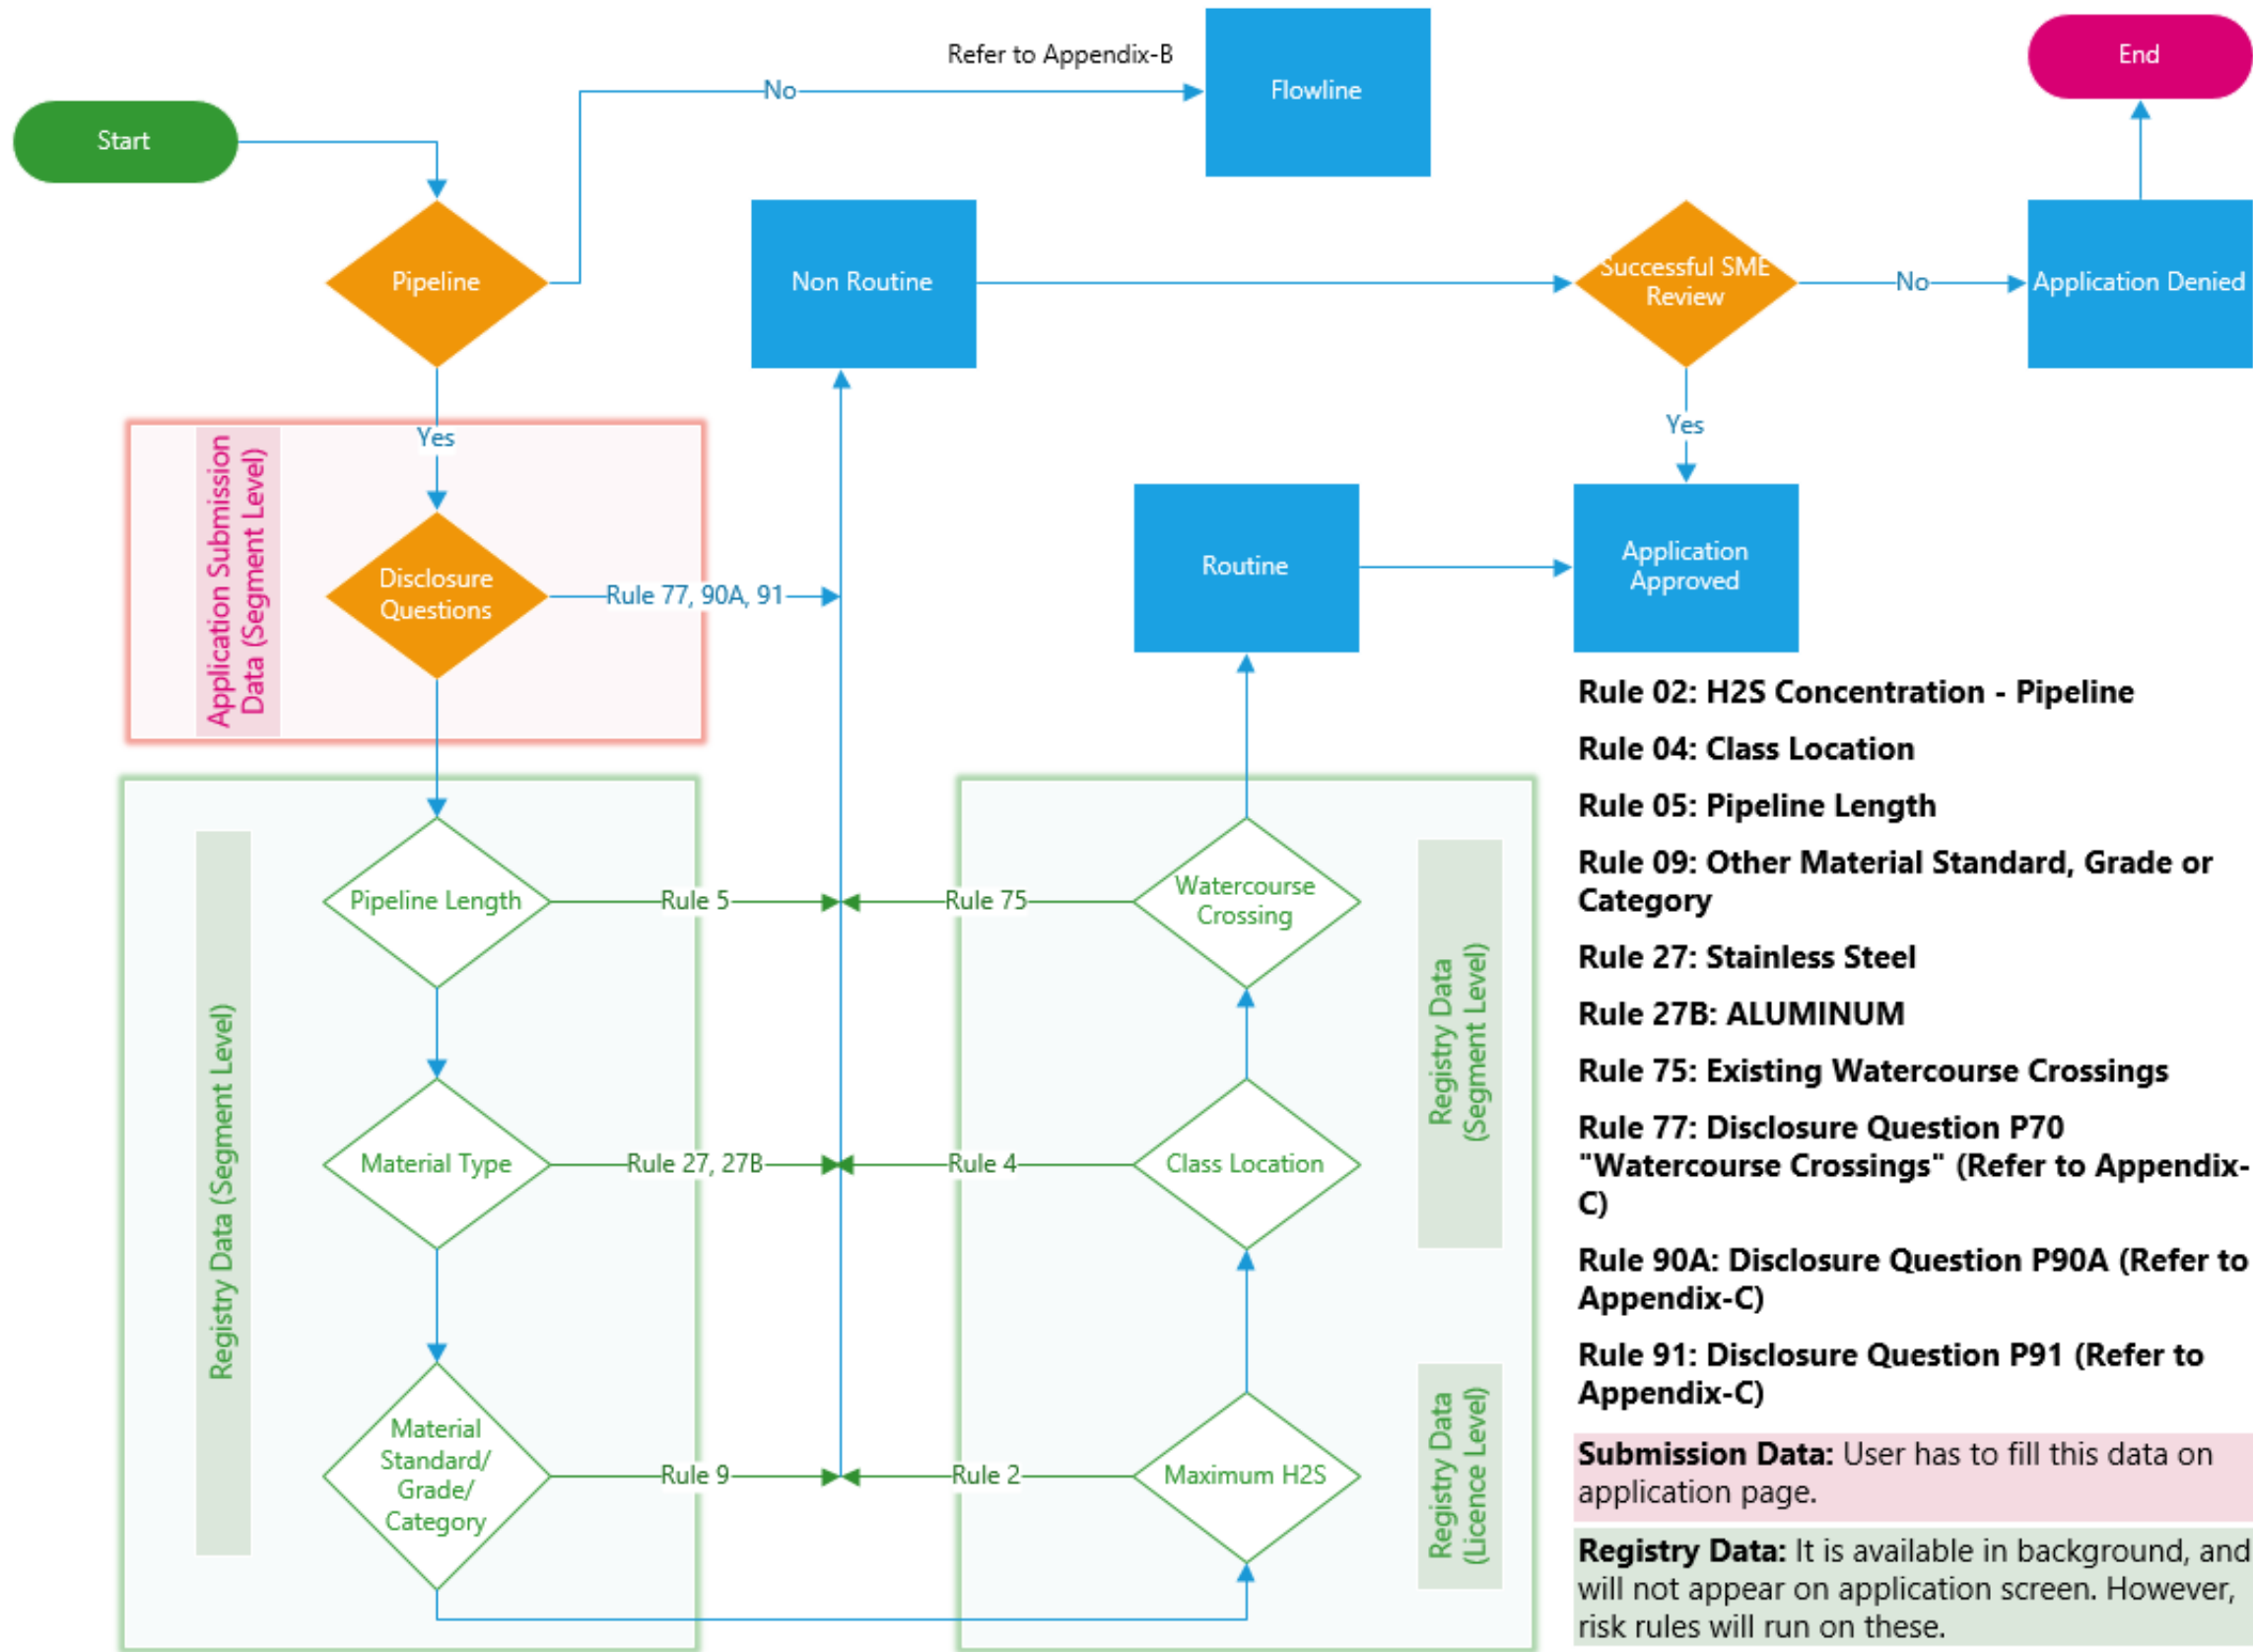 Refer to Appendix-B
Flowline
End
No
Start
Pipeline
Non Routine
Successful SME
Review
No
Application Denied
Yes
Yes
Application Submission
Data (Segment Level)
Disclosure
Questions
Rule 77, 90A, 91
Routine
Application
Approved
Registry Data (Segment Level)
Pipeline Length
Rule 5
Rule 75
Watercourse
Crossing
Registry Data
(Segment Level)
Material Type
Rule 27, 27B
Rule 4
Class Location
Material
Standard/
Grade/
Category
Rule 9
Rule 2
Maximum H2S
Registry Data
(Licence Level)
Rule 02: H2S Concentration - Pipeline
Rule 04: Class Location
Rule 05: Pipeline Length
Rule 09: Other Material Standard, Grade or
Category
Rule 27: Stainless Steel
Rule 27B: ALUMINUM
Rule 75: Existing Watercourse Crossings
Rule 77: Disclosure Question P70
"Watercourse Crossings" (Refer to Appendix-
C)
Rule 90A: Disclosure Question P90A (Refer to
Appendix-C)
Rule 91: Disclosure Question P91 (Refer to
Appendix-C)
Submission Data: User has to fill this data on
application page.
Registry Data: It is available in background, and
will not appear on application screen. However,
risk rules will run on these.